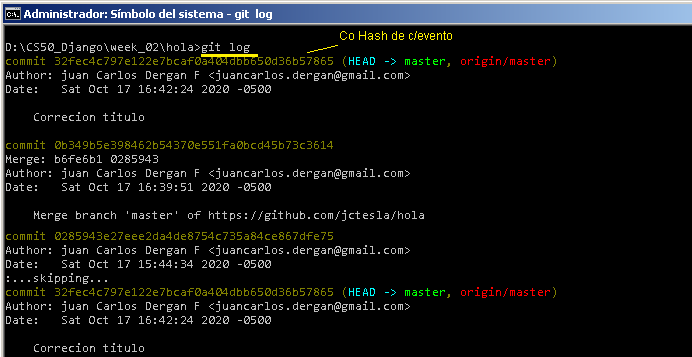 Administrador: Símbolo del sistema - git log
Co Hash de c/evento
D:\CS50_Django\week_02\hola>git log
commit 32fec4c797e122e7bcaf0a404dbb650d36b57865 (HEAD -> master, origin/master)
Author: juan Carlos Dergan F <juancarlos.dergan@gmail.com>
Date:   Sat Oct 17 16:42:24 2020 -0500
Correcion titulo
commit 0b349b5e398462b54370e551fa0bcd45b73c3614
Merge: b6fe6b1 0285943
Author: juan Carlos Dergan F <juancarlos.dergan@gmail.com>
Date:   Sat Oct 17 16:39:51 2020 -0500
Merge branch 'master' of https://github.com/jctesla/hola
commit 0285943e27eee2da4de8754c735a84ce867dfe75
Author: juan Carlos Dergan F <juancarlos.dergan@gmail.com>
Date:   Sat Oct 17 15:44:34 2020 -0500
:...skipping...
commit 32fec4c797e122e7bcaf0a404dbb650d36b57865 (HEAD -> master, origin/master)
Author: juan Carlos Dergan F <juancarlos.dergan@gmail.com>
Date:   Sat Oct 17 16:42:24 2020 -0500
Correcion titulo